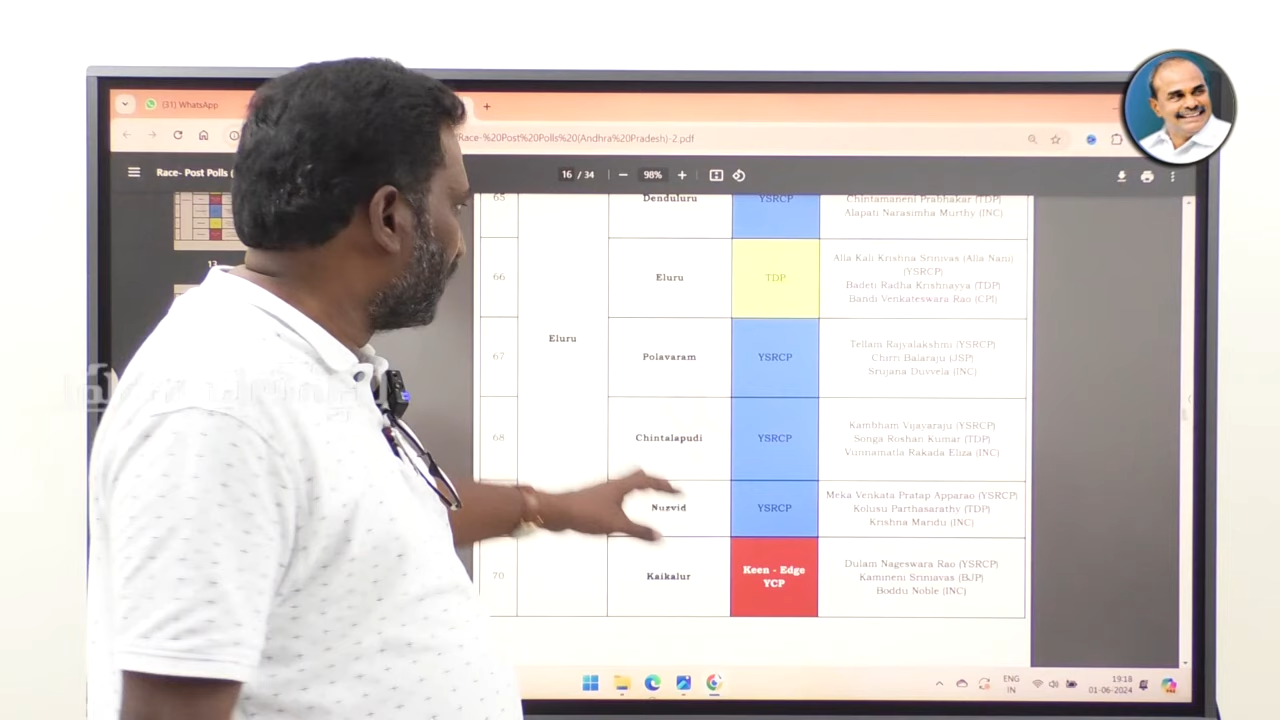 (31) WhatsApp
Race-%20Post%20Polls%20(Andhra%20Pradesh)-2.pdf
Race- Post Polls (
16 / 34
98%
13
65
Denduluru
YSRCP
Chintamaneni Prabhakar (TDP)
Alapati Narasimha Murthy (INC)
66
Eluru
Eluru
TDP
Alla Kali Krishna Srinivas (Alla Nani)
(YSRCP)
Badeti Radha Krishnayya (TDP)
Bandi Venkateswara Rao (CPI)
67
Polavaram
YSRCP
Tellam Rajyalakshmi (YSRCP)
Chirri Balaraju (JSP)
Srujana Duvvela (INC)
68
Chintalapudi
YSRCP
Kambham Vijayaraju (YSRCP)
Songa Roshan Kumar (TDP)
Vunnamatla Rakada Eliza (INC)
Nuzvid
YSRCP
Meka Venkata Pratap Apparao (YSRCP)
Kolusu Parthasarathy (TDP)
Krishna Maridu (INC)
70
Kaikalur
Keen - Edge
YCP
Dulam Nageswara Rao (YSRCP)
Kamineni Srinivas (BJP)
Boddu Noble (INC)
ENG
IN
19:18
01-06-2024